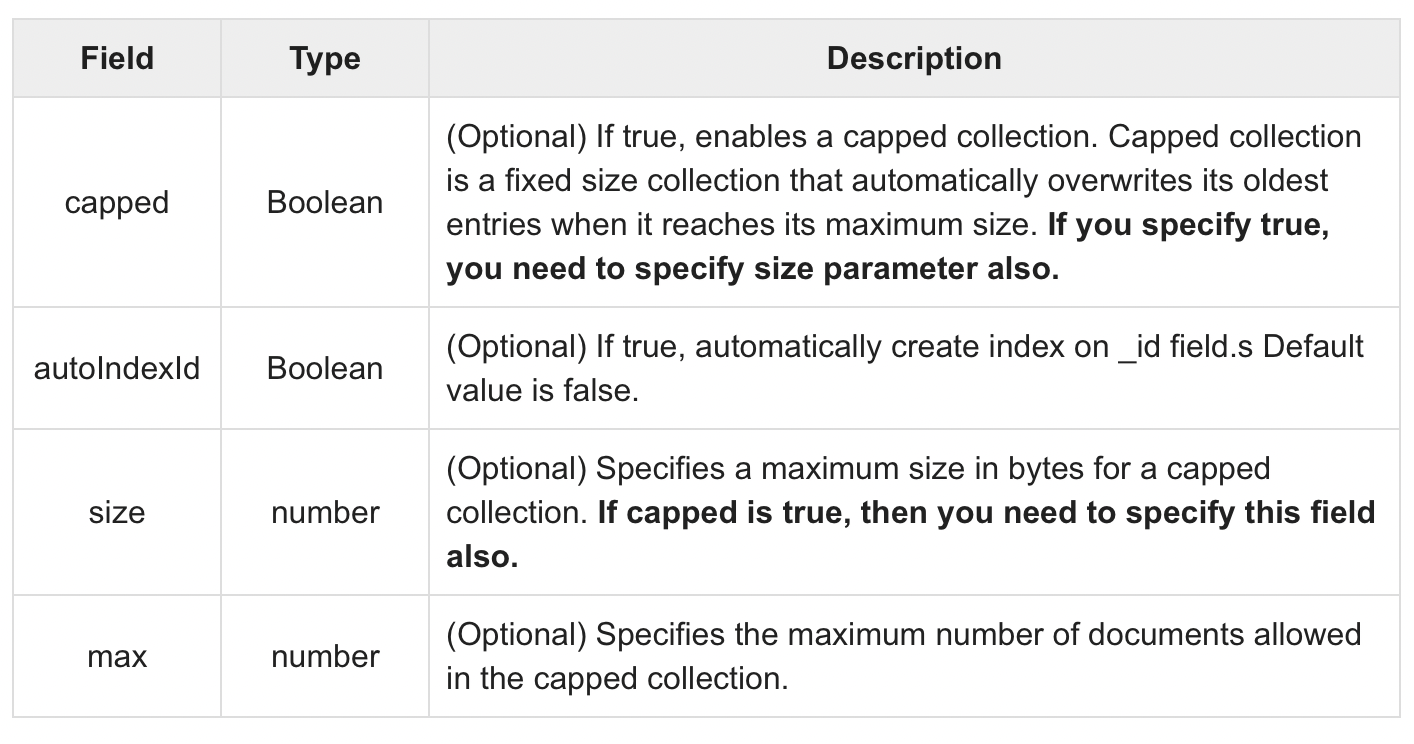 Field Type Description
(Optional) If true, enables a capped collection. Capped collection
is a fixed size collection that automatically overwrites its oldest
capped Boolean
entries when it reaches its maximum size. If you specify true,
you need to specify size parameter also.
(Optional) If true, automatically create index on _id field.s Default
autoIndexId Boolean
value is false.
(Optional) Specifies a maximum size in bytes for a capped
size number
collection. If capped is true, then you need to specify this field
also.
(Optional) Specifies the maximum number of documents allowed
max number
in the capped collection.